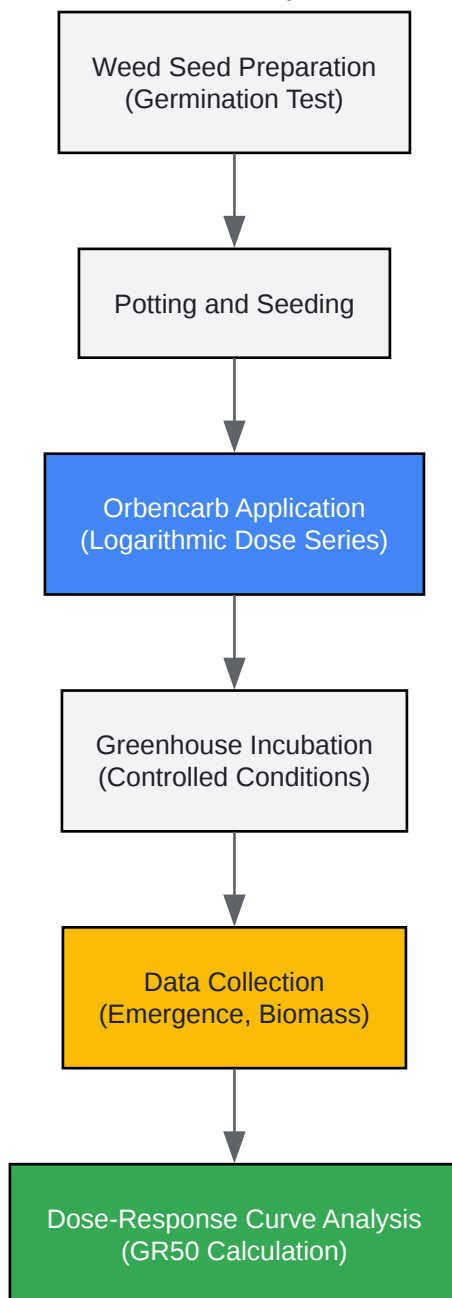 Weed Seed Preparation
(Germination Test)
Potting and Seeding
Orbencarb Application
(Logarithmic Dose Series)
Greenhouse Incubation
(Controlled Conditions)
Data Collection
(Emergence, Biomass)
Dose-Response Curve Analysis
(GR50 Calculation)